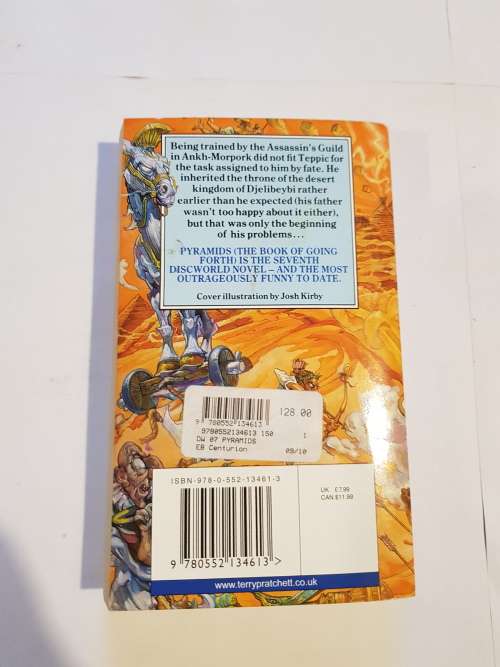 Being trained by the Assassin's Guild
in Ankh-Morpork did not fit Teppic for
the task assigned to him by fate. He
inherited the throne of the desert
kingdom of Djelibeybi rather
earlier than he expected (his father
wasn't too happy about it either),
but that was only the beginning
of his problems...
PYRAMIDS (THE BOOK OF GOING
FORTH) IS THE SEVENTH
DISCWORLD NOVEL – AND THE MOST
OUTRAGEOUSLY FUNNY TO DATE.
Cover illustration by Josh Kirby
128.00
9 780552 134613
9780552134613 150 1
DW 07 PYRAMIDS
EB Centurion 09/10
ISBN-978-0-552-13461-3
UK £7.99
CAN $11.99
9 780552 134613 >
www.terrypratchett.co.uk